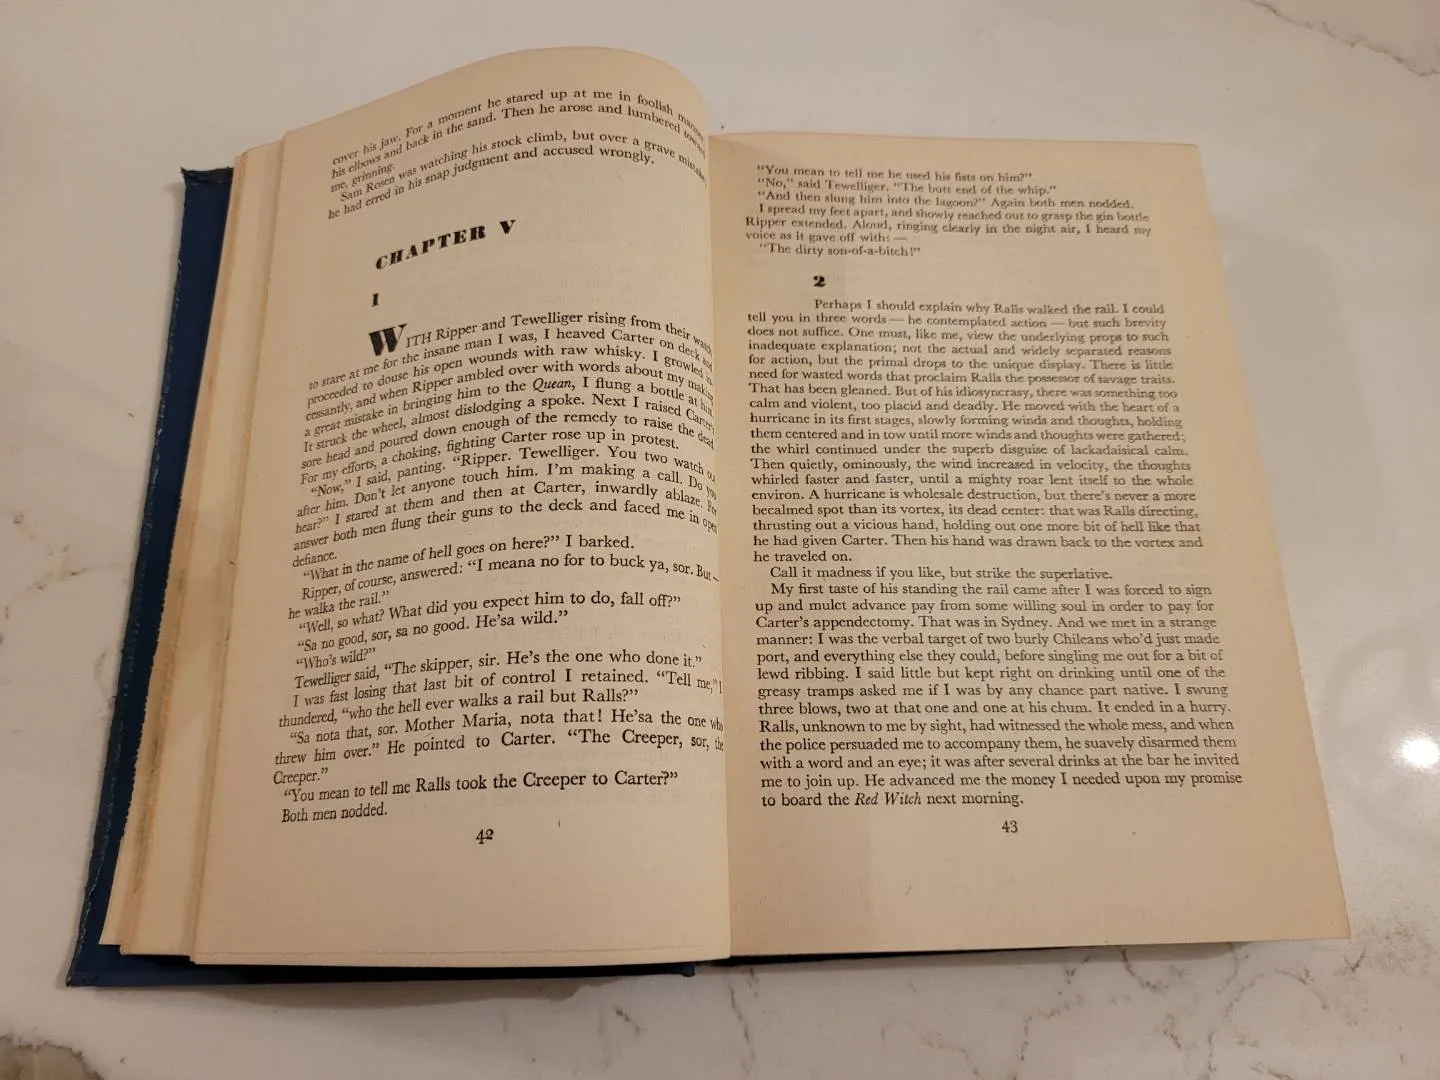 cover his jaw. For a moment he stared up at me in foolish manner,
his elbows and back in the sand. Then he arose and lumbered toward
me, grinning.
Sam Rosen was watching his stock climb, but over a grave mistake;
he had erred in his snap judgment and accused wrongly.
CHAPTER V
1
WITH Ripper and Tewelliger rising from their watch
to stare at me for the insane man I was, I heaved Carter on deck and
proceeded to douse his open wounds with raw whisky. I growled in-
cessantly, and when Ripper ambled over with words about my making
a great mistake in bringing him to the Quean, I flung a bottle at him.
It struck the wheel, almost dislodging a spoke. Next I raised Carter's
sore head and poured down enough of the remedy to raise the dead.
For my efforts, a choking, fighting Carter rose up in protest.
“Now,” I said, panting. “Ripper. Tewelliger. You two watch out
after him. Don't let anyone touch him. I'm making a call. Do you
hear?” I stared at them and then at Carter, inwardly ablaze. For
answer both men flung their guns to the deck and faced me in open
defiance.
“What in the name of hell goes on here?” I barked.
Ripper, of course, answered: “I meana no for to buck ya, sor. But—
he walka the rail.”
“Well, so what? What did you expect him to do, fall off?”
“Sa no good, sor, sa no good. He'sa wild.”
“Who's wild?”
Tewelliger said, “The skipper, sir. He's the one who done it.”
I was fast losing that last bit of control I retained. “Tell me,” I
thundered, “who the hell ever walks a rail but Ralls?”
“Sa nota that, sor. Mother Maria, nota that! He'sa the one who
threw him over.” He pointed to Carter. “The Creeper, sor, the
Creeper.”
“You mean to tell me Ralls took the Creeper to Carter?”
Both men nodded.
42
“You mean to tell me he used his fists on him?”
“No,” said Tewelliger. “The butt end of the whip.”
“And then slung him into the lagoon?” Again both men nodded.
I spread my feet apart, and showly reached out to grasp the gin bottle
Ripper extended. Aloud, ringing clearly in the night air, I heard my
voice as it gave off with: —
“The dirty son-of-a-bitch!”
2
Perhaps I should explain why Ralls walked the rail. I could
tell you in three words — he contemplated action — but such brevity
does not suffice. One must, like me, view the underlying props to such
inadequate explanation; not the actual and widely separated reasons
for action, but the primal drops to the unique display. There is little
need for wasted words that proclaim Ralls the possessor of savage traits.
That has been gleaned. But of his idiosyncrasy, there was something too
calm and violent, too placid and deadly. He moved with the heart of a
hurricane in its first stages, slowly forming winds and thoughts, holding
them centered and in tow until more winds and thoughts were gathered;
the whirl continued under the superb disguise of lackadaisical calm.
Then quietly, ominously, the wind increased in velocity, the thoughts
whirled faster and faster, until a mighty roar lent itself to the whole
environ. A hurricane is wholesale destruction, but there's never a more
becalmed spot than its vortex, its dead center: that was Ralls directing,
thrusting out a vicious hand, holding out one more bit of hell like that
he had given Carter. Then his hand was drawn back to the vortex and
he traveled on.
Call it madness if you like, but strike the superlative.
My first taste of his standing the rail came after I was forced to sign
up and mulct advance pay from some willing soul in order to pay for
Carter's appendectomy. That was in Sydney. And we met in a strange
manner: I was the verbal target of two burly Chileans who'd just made
port, and everything else they could, before singling me out for a bit of
lewd ribbing. I said little but kept right on drinking until one of the
greasy tramps asked me if I was by any chance part native. I swung
three blows, two at that one and one at his chum. It ended in a hurry.
Ralls, unknown to me by sight, had witnessed the whole mess, and when
the police persuaded me to accompany them, he suavely disarmed them
with a word and an eye; it was after several drinks at the bar he invited
me to join up. He advanced me the money I needed upon my promise
to board the Red Witch next morning.
43